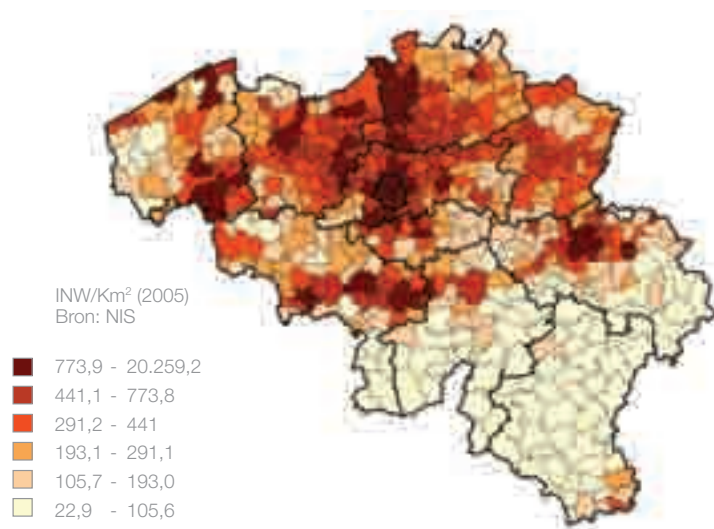 INW/Km² (2005)
Bron: NIS
773,9 - 20.259,2
441,1 - 773,8
291,2 - 441
193,1 - 291,1
105,7 - 193,0
22,9 - 105,6